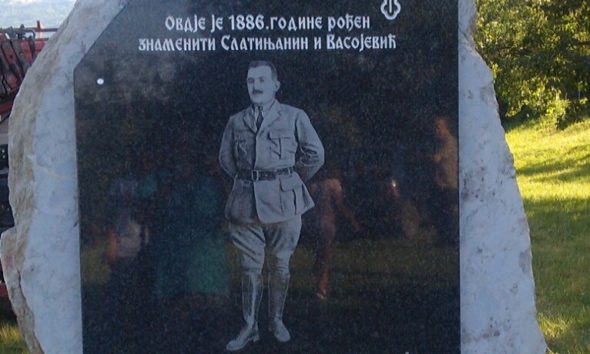 Овдје је 1886.године рођен
знаменити Слатињанин и Васојевић